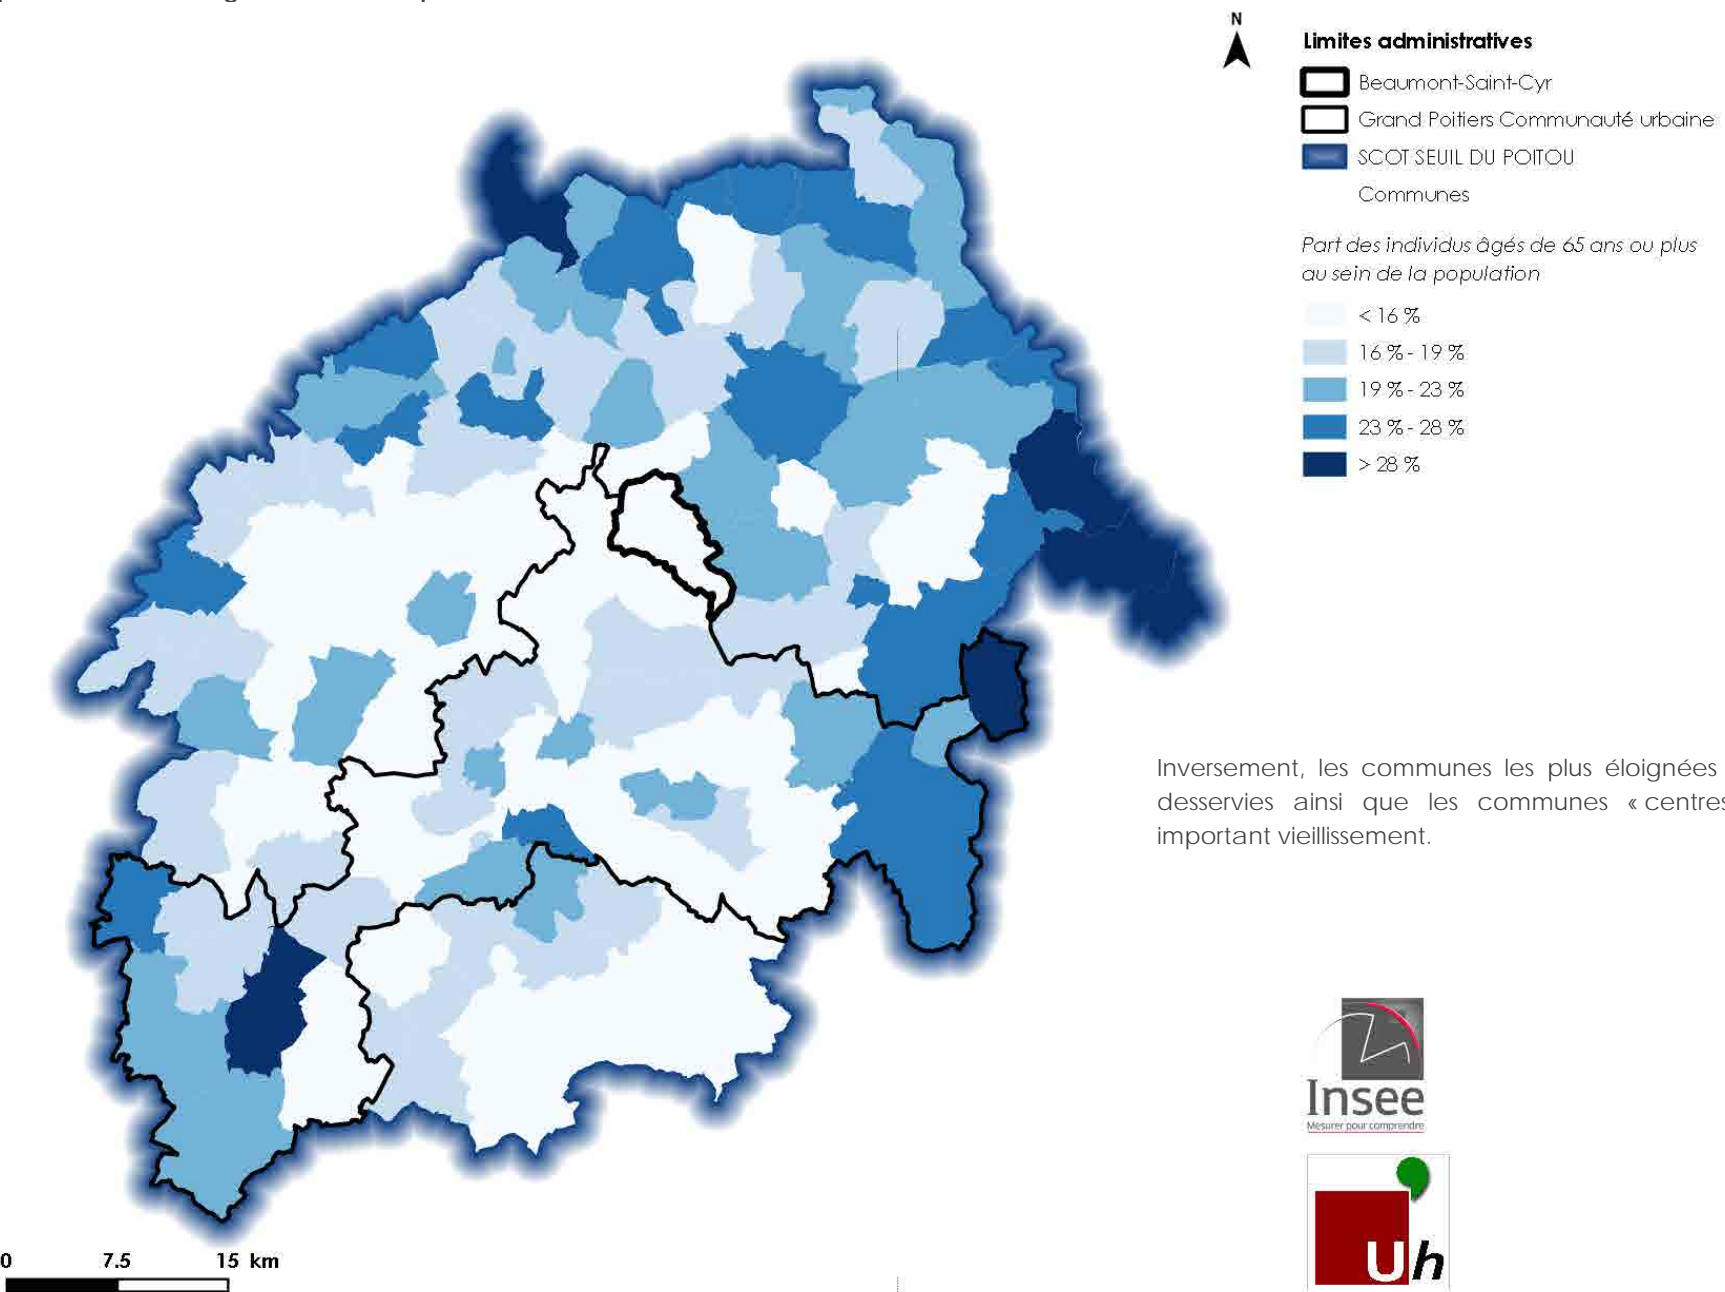 N
Limites administratives
Beaumont-Saint-Cyr
Grand Poitiers Communauté urbaine
SCOT SEUIL DU POITOU
Communes
Part des individus âgés de 65 ans ou plus
au sein de la population
< 16 %
16 % - 19 %
19 % - 23 %
23 % - 28 %
> 28 %
Inversement, les communes les plus éloignées
desservies ainsi que les communes « centres
important vieillissement.
Insee
Mesurer pour comprendre
Uh
0 7.5 15 km